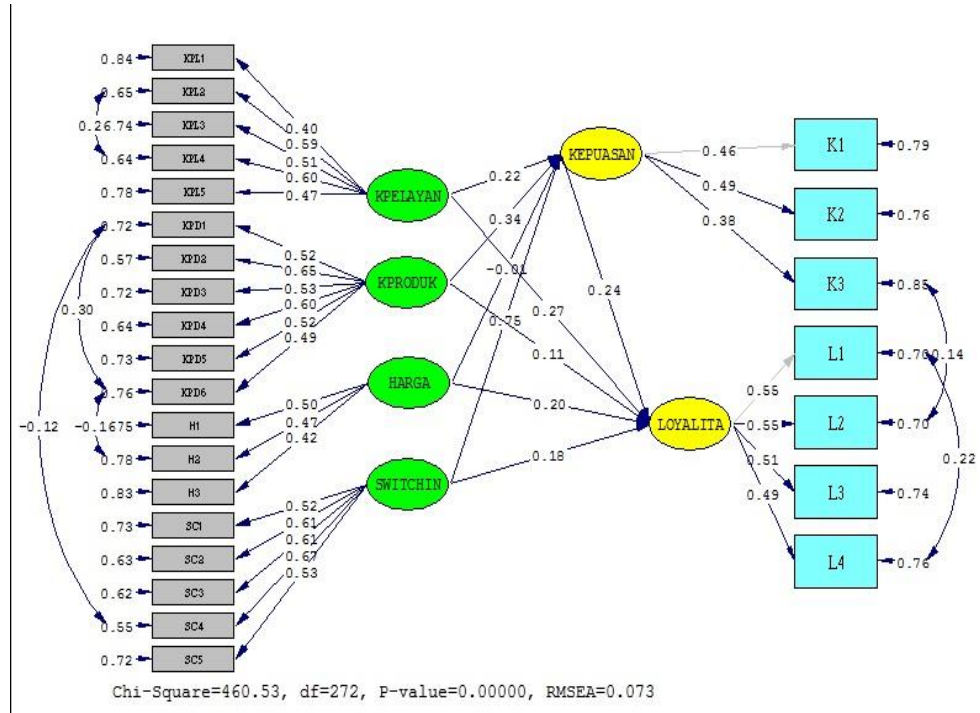 0.84 KPL1
0.65 KPL2
0.26 0.74 KPL3
0.64 KPL4
0.78 KPL5
0.72 KPD1
0.57 KPD2
0.72 KPD3
0.30
0.64 KPD4
0.73 KPD5
0.76 KPD6
-0.12
-0.16 0.75 H1
0.78 H2
0.83 H3
0.73 SC1
0.63 SC2
0.62 SC3
0.55 SC4
0.72 SC5
0.40
0.59
0.51
0.60
0.47
0.52
0.65
0.53
0.60
0.52
0.49
0.50
0.47
0.42
0.52
0.61
0.61
0.67
0.53
KPELAYAN
KPRODUK
HARGA
SWITCHIN
0.22
0.34
-0.01
0.75
0.27
0.11
0.20
0.18
0.24
KEPUASAN
LOYALITA
0.46
0.49
0.38
0.55
0.55
0.51
0.49
K1 0.79
K2 0.76
K3 0.85
L1 0.70 0.14
L2 0.70
0.22
L3 0.74
L4 0.76
Chi-Square=460.53, df=272, P-value=0.00000, RMSEA=0.073